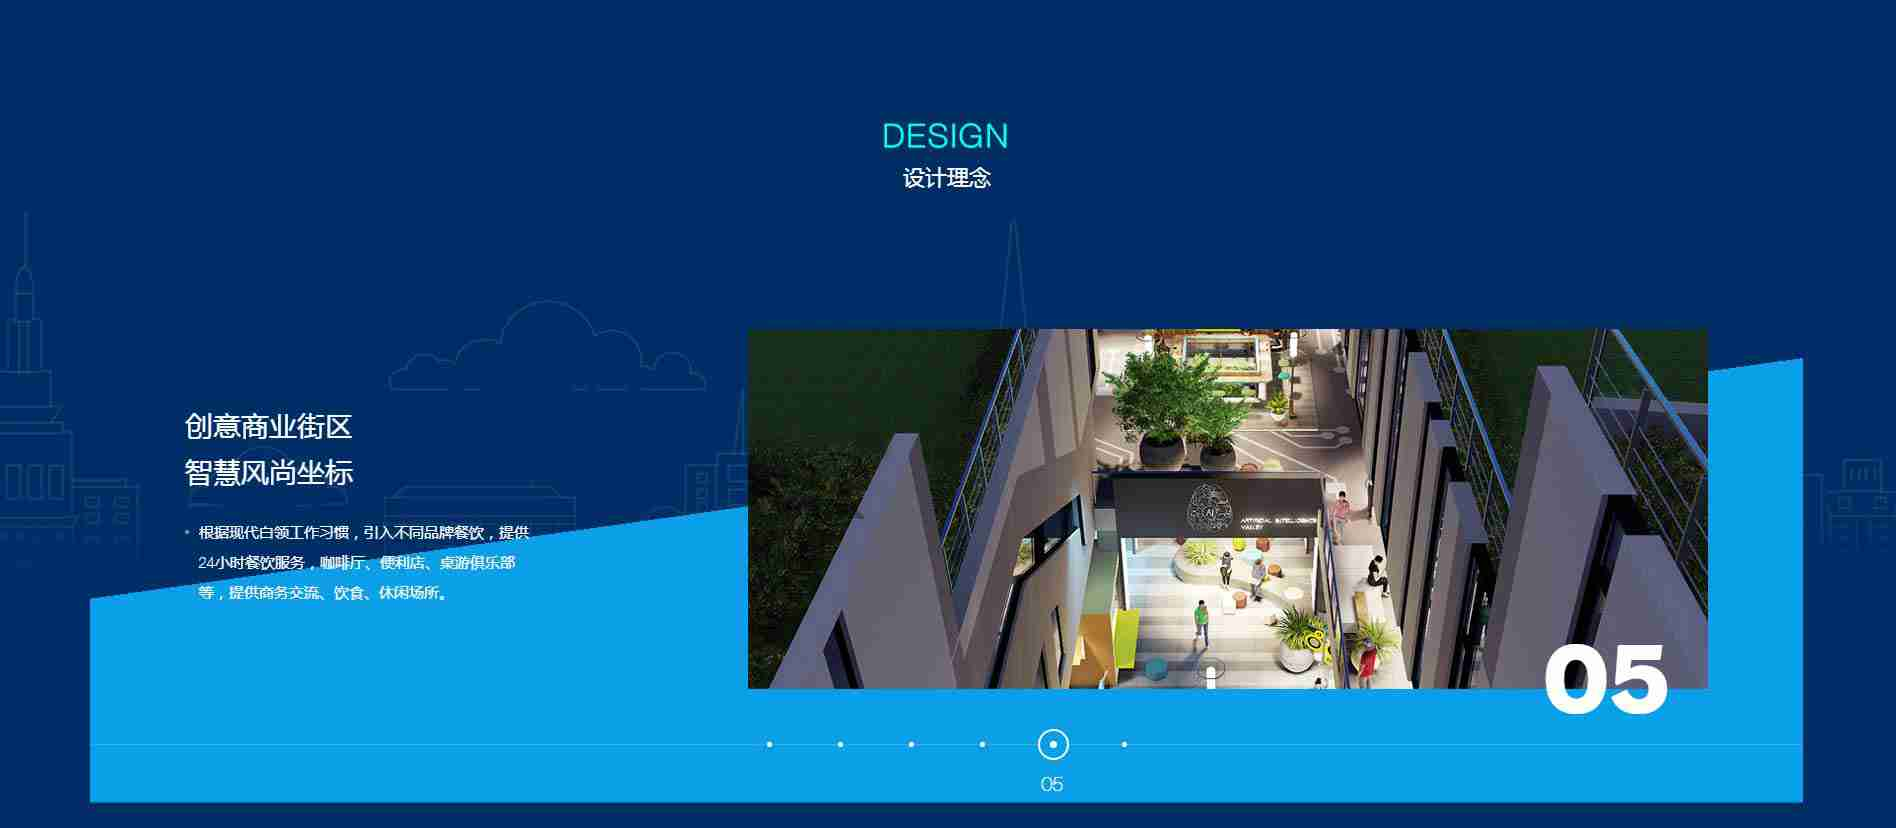 DESIGN
设计理念
创意商业街区
智慧风尚坐标
根据现代白领工作习惯，引入不同品牌餐饮，提供
24小时餐饮服务，咖啡厅、便利店、桌游俱乐部
等，提供商务交流、饮食、休闲场所。
AI
ARTIFICIAL INTELLIGENCE
VALLEY
05
05